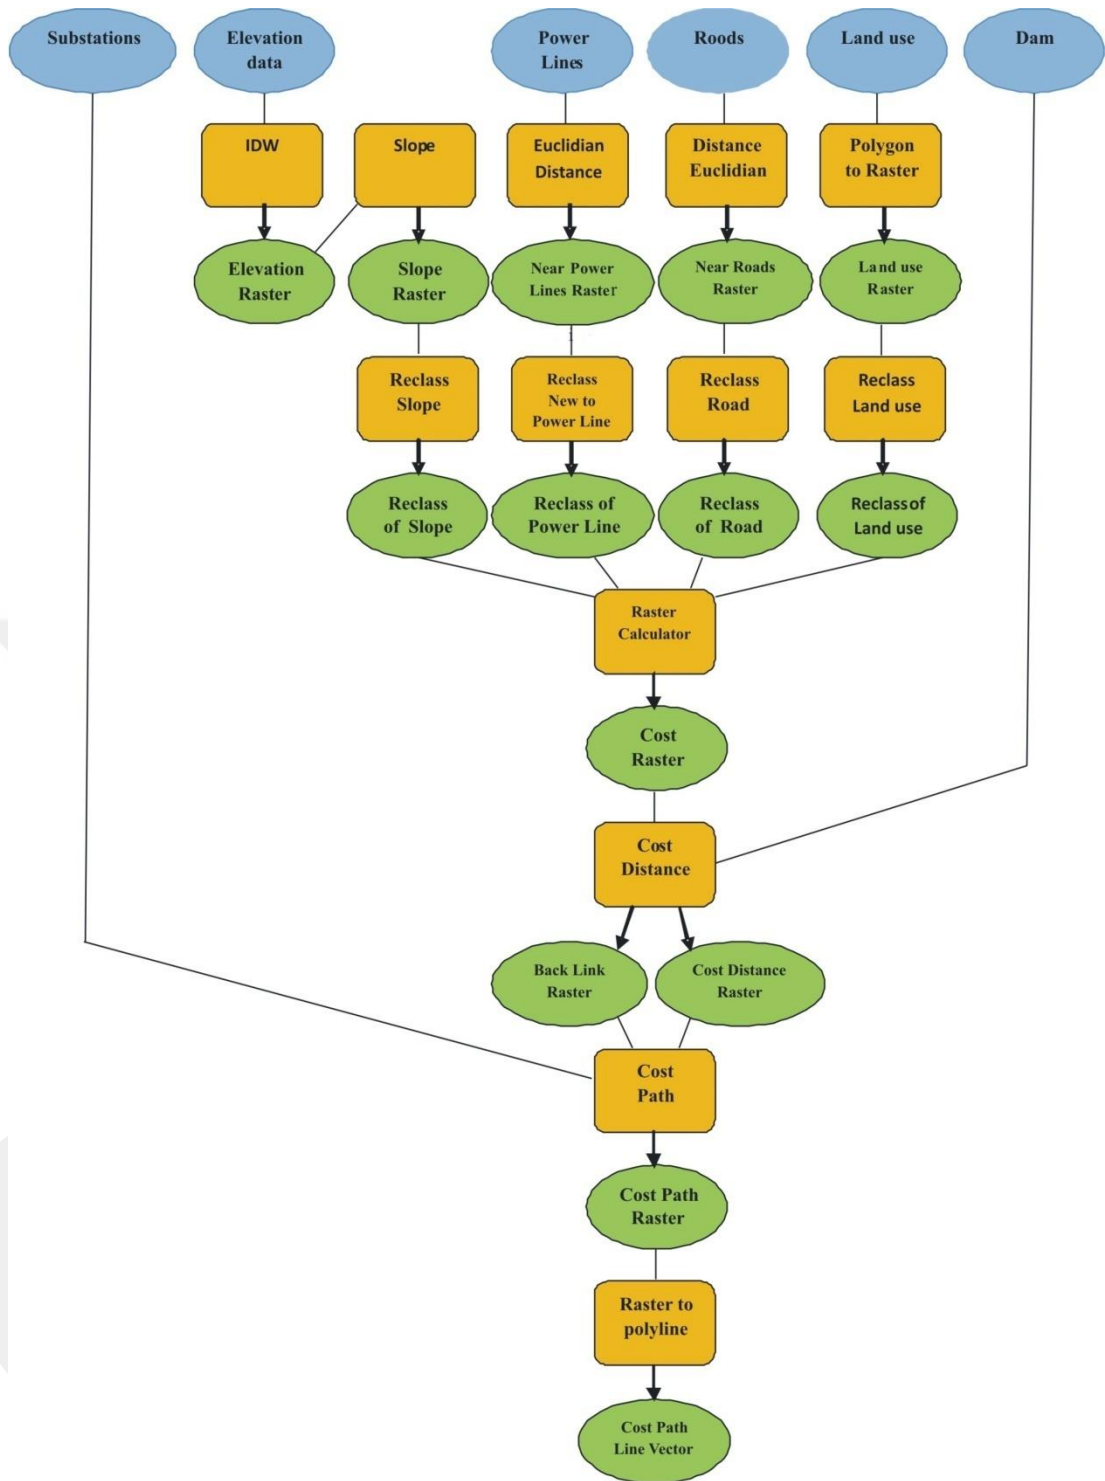 Substations
Elevation
data
Power
Lines
Roods
Land use
Dam
IDW
Slope
Euclidian
Distance
Distance
Euclidian
Polygon
to Raster
Elevation
Raster
Slope
Raster
Near Power
Lines Raster
Near Roads
Raster
Land use
Raster
Reclass
Slope
Reclass
New to
Power Line
Reclass
Road
Reclass
Land use
Reclass
of Slope
Reclass of
Power Line
Reclass
of Road
Reclass of
Land use
Raster
Calculator
Cost
Raster
Cost
Distance
Back Link
Raster
Cost Distance
Raster
Cost
Path
Cost Path
Raster
Raster to
polyline
Cost Path
Line Vector